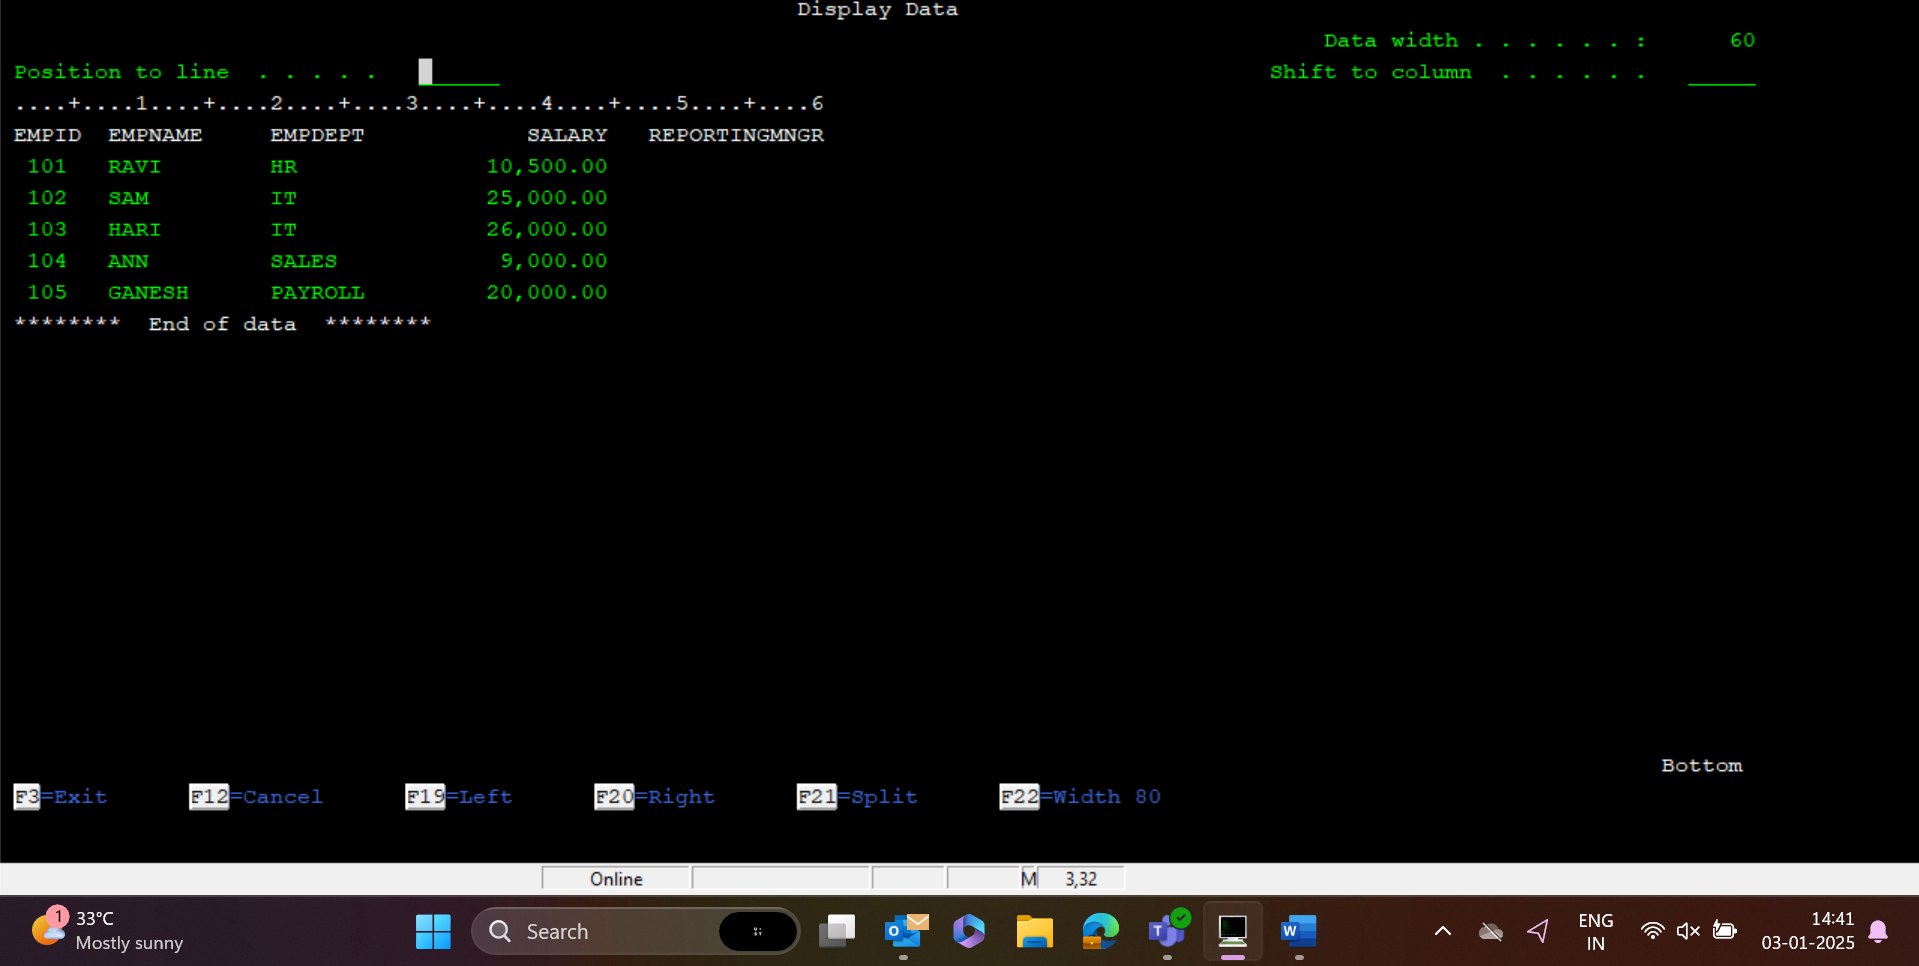 Display Data
Data width . . . . . . :      60
Position to line  . . . . .
Shift to column  . . . . . .
....+....1....+....2....+....3....+....4....+....5....+....6
EMPID  EMPNAME     EMPDEPT            SALARY   REPORTINGMNGR
101   RAVI        HR              10,500.00
102   SAM         IT              25,000.00
103   HARI        IT              26,000.00
104   ANN         SALES            9,000.00
105   GANESH      PAYROLL         20,000.00
********  End of data  ********
Bottom
F3=Exit      F12=Cancel      F19=Left      F20=Right      F21=Split      F22=Width 80
Online M 3,32
1 33°C
Mostly sunny
Search
ENG
IN
14:41
03-01-2025